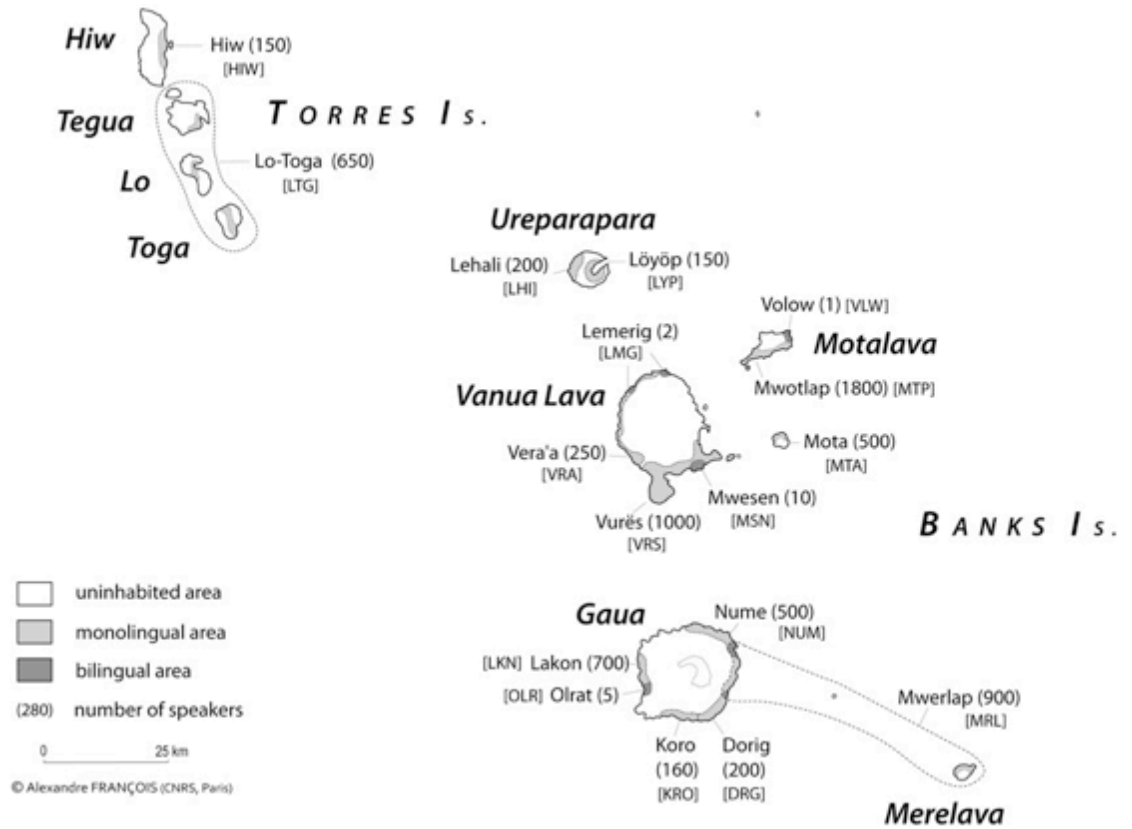 Hiw
Hiw (150)
[HIW]
Tegua
TORRES Is.
Lo-Toga (650)
[LTG]
Lo
Toga
Ureparapara
Lehali (200)
[LHI]
Löyöp (150)
[LYP]
Volow (1) [VLW]
Motalava
Mwotlap (1800) [MTP]
Lemerig (2)
[LMG]
Vanua Lava
Mota (500)
[MTA]
Vera'a (250)
[VRA]
Mwesen (10)
[MSN]
Vurës (1000)
[VRS]
BANKS Is.
uninhabited area
monolingual area
bilingual area
(280) number of speakers
0 25 km
© Alexandre FRANÇOIS (CNRS, Paris)
Gaua
Nume (500)
[NUM]
[LKN] Lakon (700)
[OLR] Olrat (5)
Mwerlap (900)
[MRL]
Koro
(160)
[KRO]
Dorig
(200)
[DRG]
Merelava